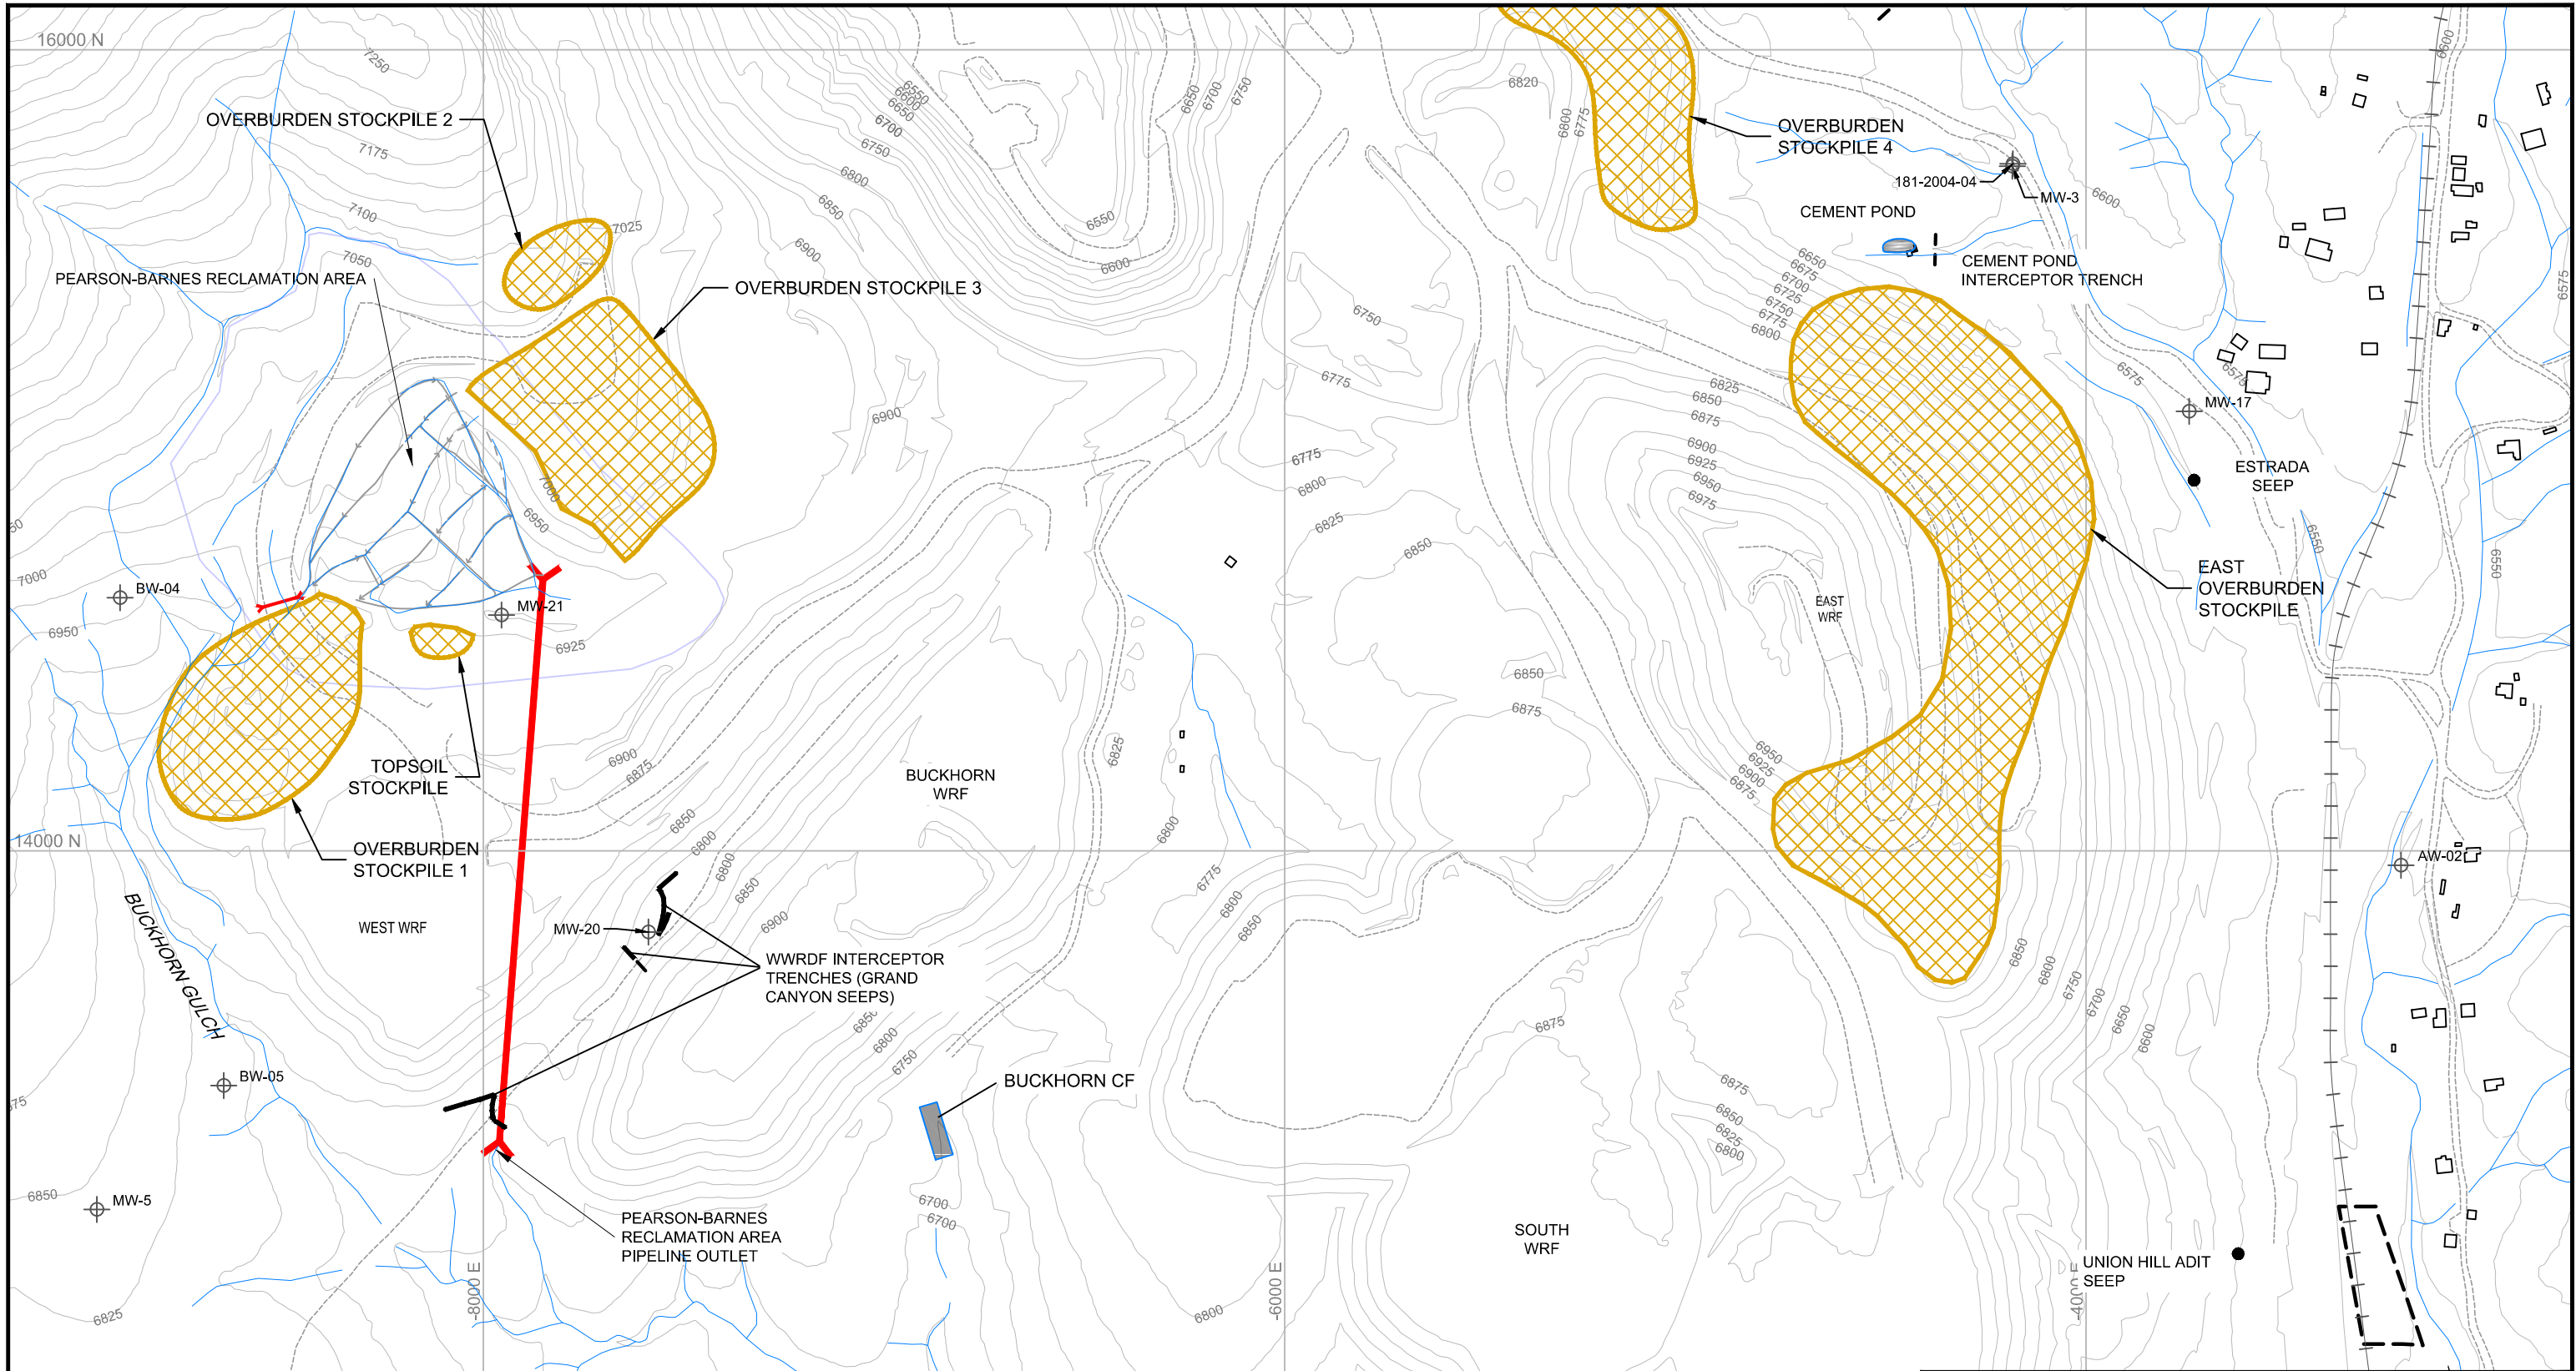 16000 N
7250
6600
6550
6600
6650
6700
6700
6750
6800
6850
6900
6650
6700
6750
6820
6800
6775
OVERBURDEN STOCKPILE 2
7175
OVERBURDEN
STOCKPILE 4
181-2004-04
MW-3
6600
7100
7025
CEMENT POND
6550
7050
PEARSON-BARNES RECLAMATION AREA
OVERBURDEN STOCKPILE 3
6600
6650
6675
6700
6725
6750
6775
6800
CEMENT POND
INTERCEPTOR TRENCH
6575
6750
6775
6575
6575
6825
6850
6875
MW-17
6900
6775
6800
6825
6900
6925
6950
6975
ESTRADA
SEEP
7000
6950
6850
6550
6550
EAST
OVERBURDEN
STOCKPILE
7000
BW-04
MW-21
EAST
WRF
6950
6925
6850
6875
6900
6875
6825
TOPSOIL
STOCKPILE
BUCKHORN
WRF
6950
6925
6900
6875
6850
6800
6800
6850
6900
6800
6775
6800
6850
14000 N
OVERBURDEN
STOCKPILE 1
AW-02
WEST WRF
BUCKHORN GULCH
MW-20
WWRDF INTERCEPTOR
TRENCHES (GRAND
CANYON SEEPS)
6850
6800
6750
6700
6650
6600
6850
6800
6750
6875
BW-05
BUCKHORN CF
6875
6850
6825
6800
6850
MW-5
6700
6700
PEARSON-BARNES
RECLAMATION AREA
PIPELINE OUTLET
SOUTH
WRF
UNION HILL ADIT
SEEP
-8000 E
-6000 E
-4000 E
6825
6800